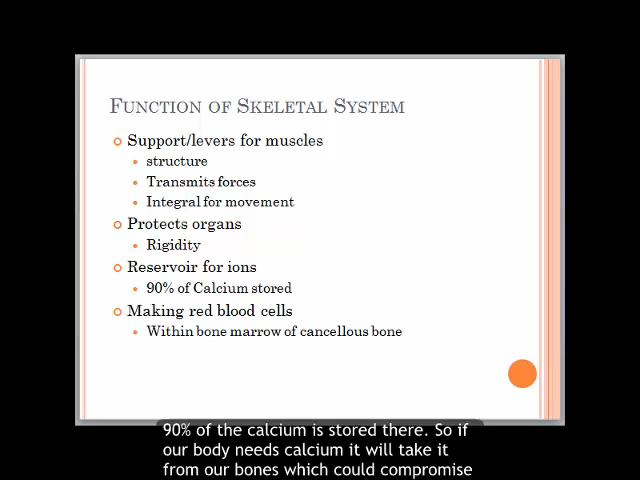 Function of Skeletal System
Support/levers for muscles
structure
Transmits forces
Integral for movement
Protects organs
Rigidity
Reservoir for ions
90% of Calcium stored
Making red blood cells
Within bone marrow of cancellous bone
90% of the calcium is stored there. So if
our body needs calcium it will take it
from our bones which could compromise